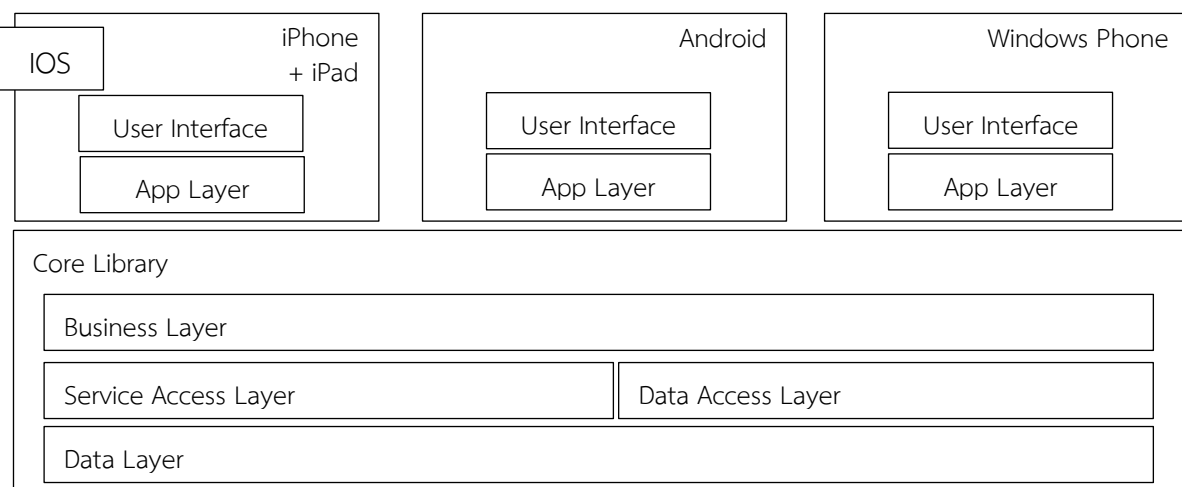 IOS
iPhone
+ iPad
User Interface
App Layer
Android
User Interface
App Layer
Windows Phone
User Interface
App Layer
Core Library
Business Layer
Service Access Layer
Data Access Layer
Data Layer